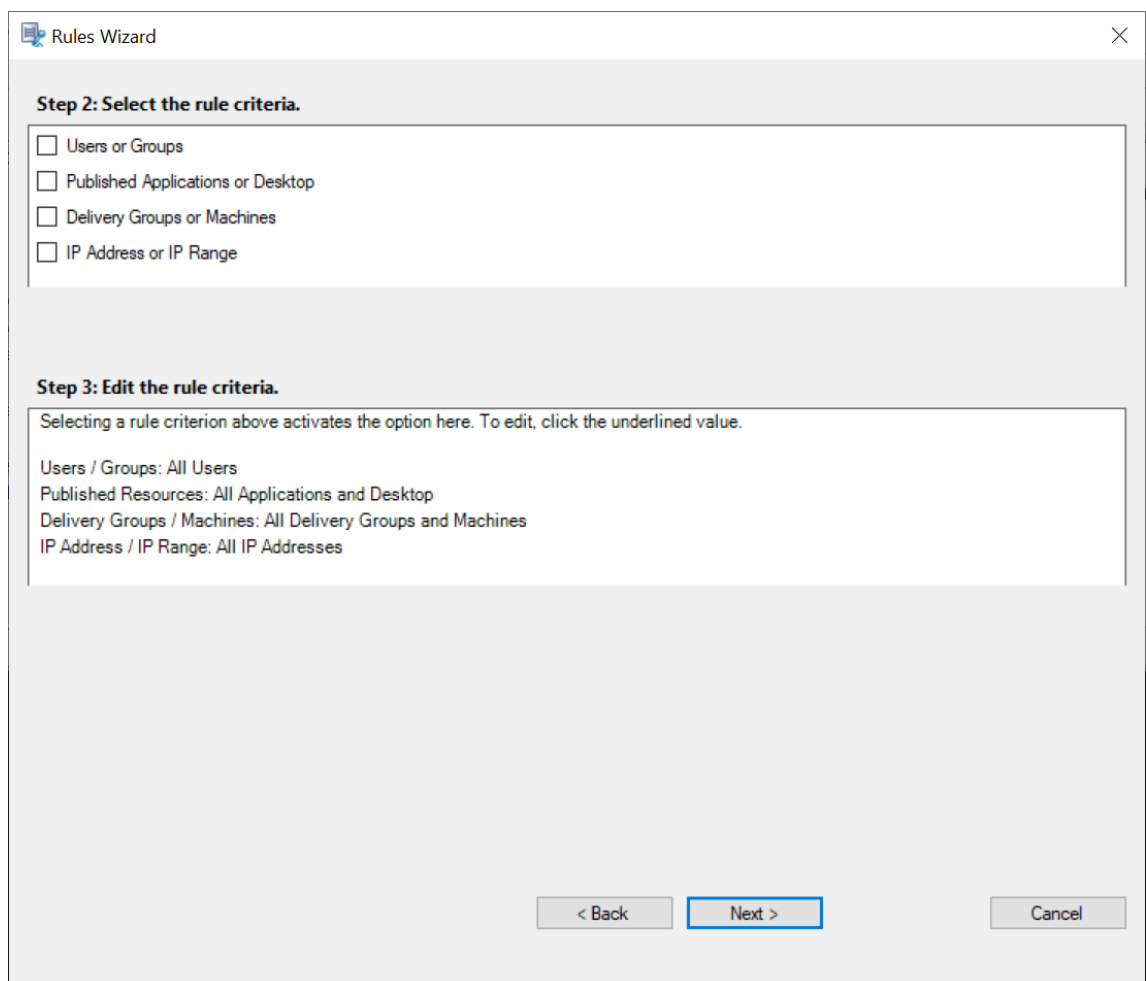 Rules Wizard
Step 2: Select the rule criteria.
Users or Groups
Published Applications or Desktop
Delivery Groups or Machines
IP Address or IP Range
Step 3: Edit the rule criteria.
Selecting a rule criterion above activates the option here. To edit, click the underlined value.
Users / Groups: All Users
Published Resources: All Applications and Desktop
Delivery Groups / Machines: All Delivery Groups and Machines
IP Address / IP Range: All IP Addresses
< Back Next > Cancel